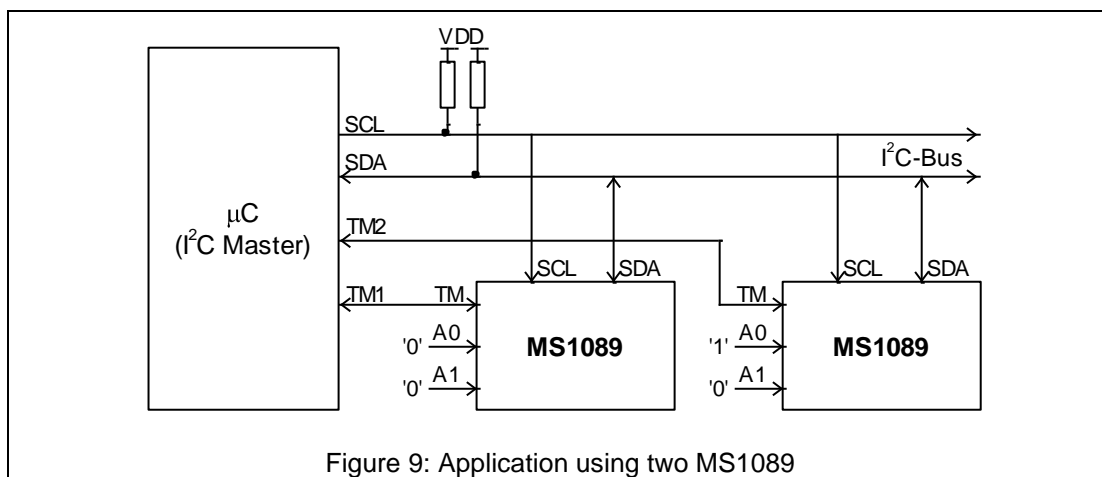 VDD
SCL
I²C-Bus
SDA
µC
(I²C Master)
TM2
SCL SDA SCL SDA
TM1 TM TM
'0' A0 MS1089 '1' A0 MS1089
'0' A1 '0' A1
Figure 9: Application using two MS1089